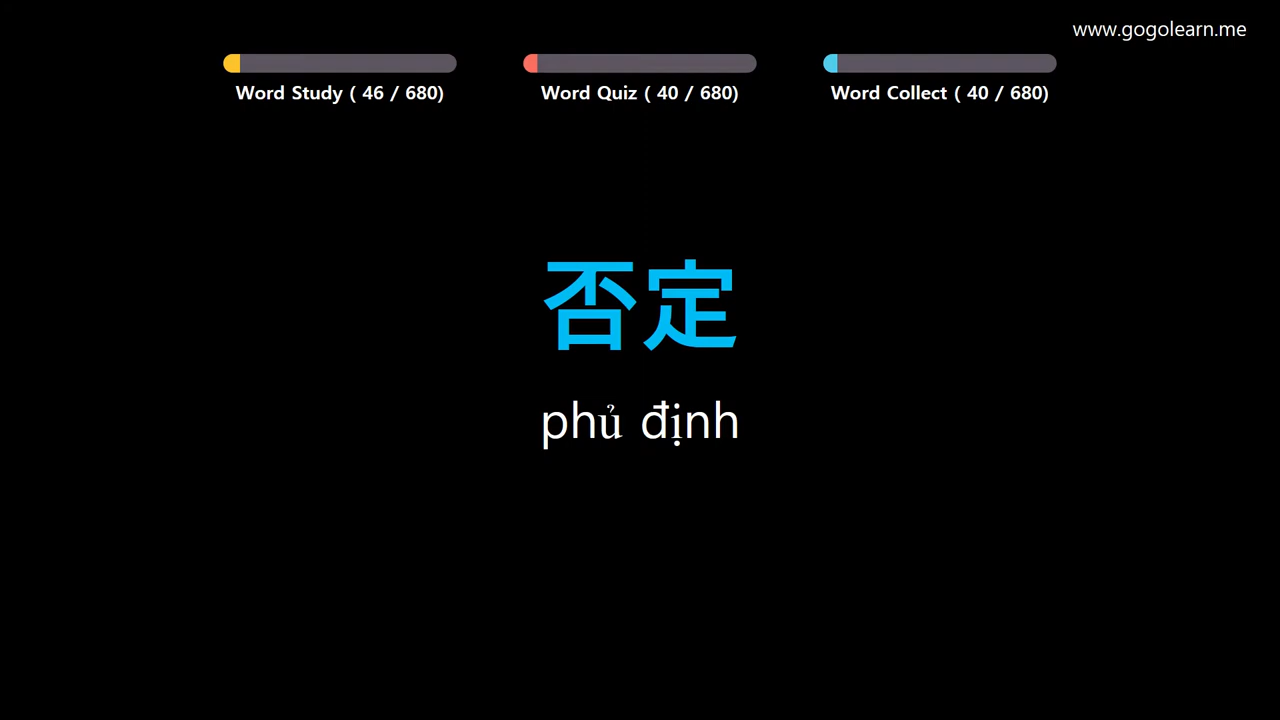 www.gogolearn.me
Word Study ( 46 / 680)
Word Quiz ( 40 / 680)
Word Collect ( 40 / 680)
否定
phủ định